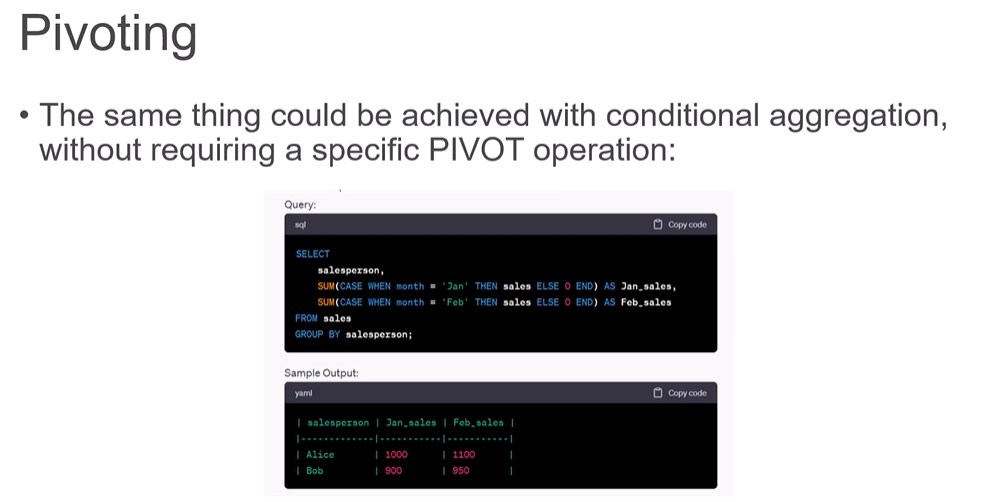 Pivoting
• The same thing could be achieved with conditional aggregation,
without requiring a specific PIVOT operation:
Query:
sql
Copy code
SELECT
salesperson,
SUM(CASE WHEN month = 'Jan' THEN sales ELSE 0 END) AS Jan_sales,
SUM(CASE WHEN month = 'Feb' THEN sales ELSE 0 END) AS Feb_sales
FROM sales
GROUP BY salesperson;
Sample Output:
yaml
Copy code
| salesperson | Jan_sales | Feb_sales |
|-------------|-----------|-----------|
| Alice | 1000 | 1100 |
| Bob | 900 | 950 |